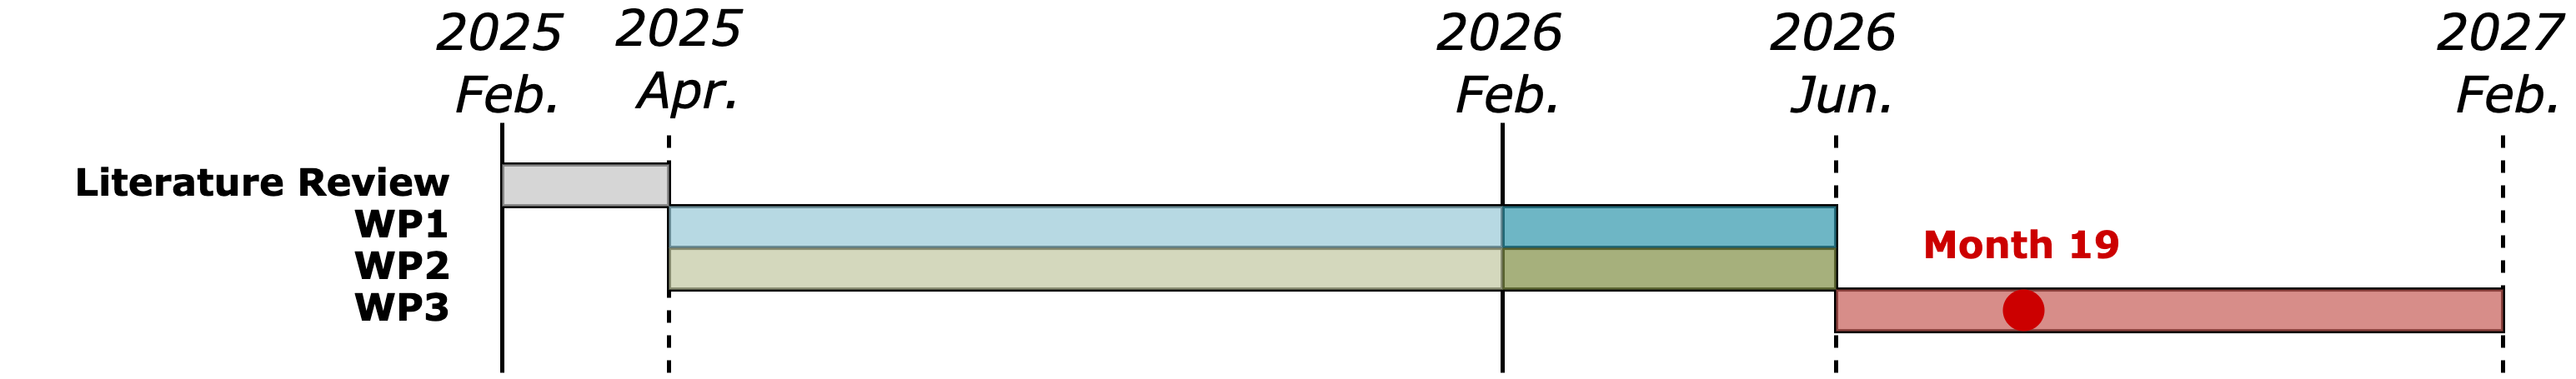 2025
Feb.
2025
Apr.
2026
Feb.
2026
Jun.
2027
Feb.
Literature Review
WP1
WP2
Month 19
WP3